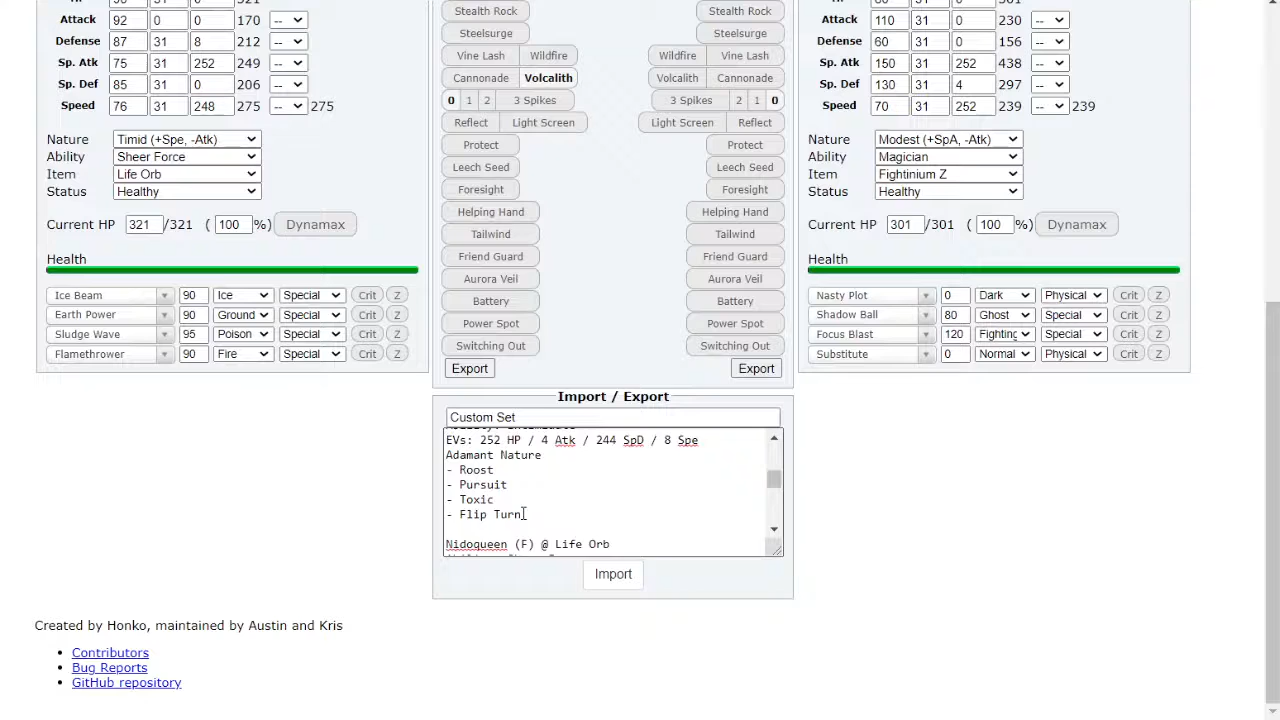 Attack 92 0 0 170 --
Defense 87 31 8 212 --
Sp. Atk 75 31 252 249 --
Sp. Def 85 31 0 206 --
Speed 76 31 248 275 -- 275
Nature Timid (+Spe, -Atk)
Ability Sheer Force
Item Life Orb
Status Healthy
Current HP 321 /321 ( 100 %) Dynamax
Health
Ice Beam 90 Ice Special Crit Z
Earth Power 90 Ground Special Crit Z
Sludge Wave 95 Poison Special Crit Z
Flamethrower 90 Fire Special Crit Z
Stealth Rock Stealth Rock
Steelsurge Steelsurge
Vine Lash Wildfire Wildfire Vine Lash
Cannonade Volcalith Volcalith Cannonade
0 1 2 3 Spikes 3 Spikes 2 1 0
Reflect Light Screen Light Screen Reflect
Protect Protect
Leech Seed Leech Seed
Foresight Foresight
Helping Hand Helping Hand
Tailwind Tailwind
Friend Guard Friend Guard
Aurora Veil Aurora Veil
Battery Battery
Power Spot Power Spot
Switching Out Switching Out
Export Export
Attack 110 31 0 230 --
Defense 60 31 0 156 --
Sp. Atk 150 31 252 438 --
Sp. Def 130 31 4 297 --
Speed 70 31 252 239 -- 239
Nature Modest (+SpA, -Atk)
Ability Magician
Item Fightinium Z
Status Healthy
Current HP 301 /301 ( 100 %) Dynamax
Health
Nasty Plot 0 Dark Physical Crit Z
Shadow Ball 80 Ghost Special Crit Z
Focus Blast 120 Fighting Special Crit Z
Substitute 0 Normal Physical Crit Z
Import / Export
Custom Set
EVs: 252 HP / 4 Atk / 244 SpD / 8 Spe
Adamant Nature
- Roost
- Pursuit
- Toxic
- Flip Turn
Nidoqueen (F) @ Life Orb
Import
Created by Honko, maintained by Austin and Kris
• Contributors
• Bug Reports
• GitHub repository